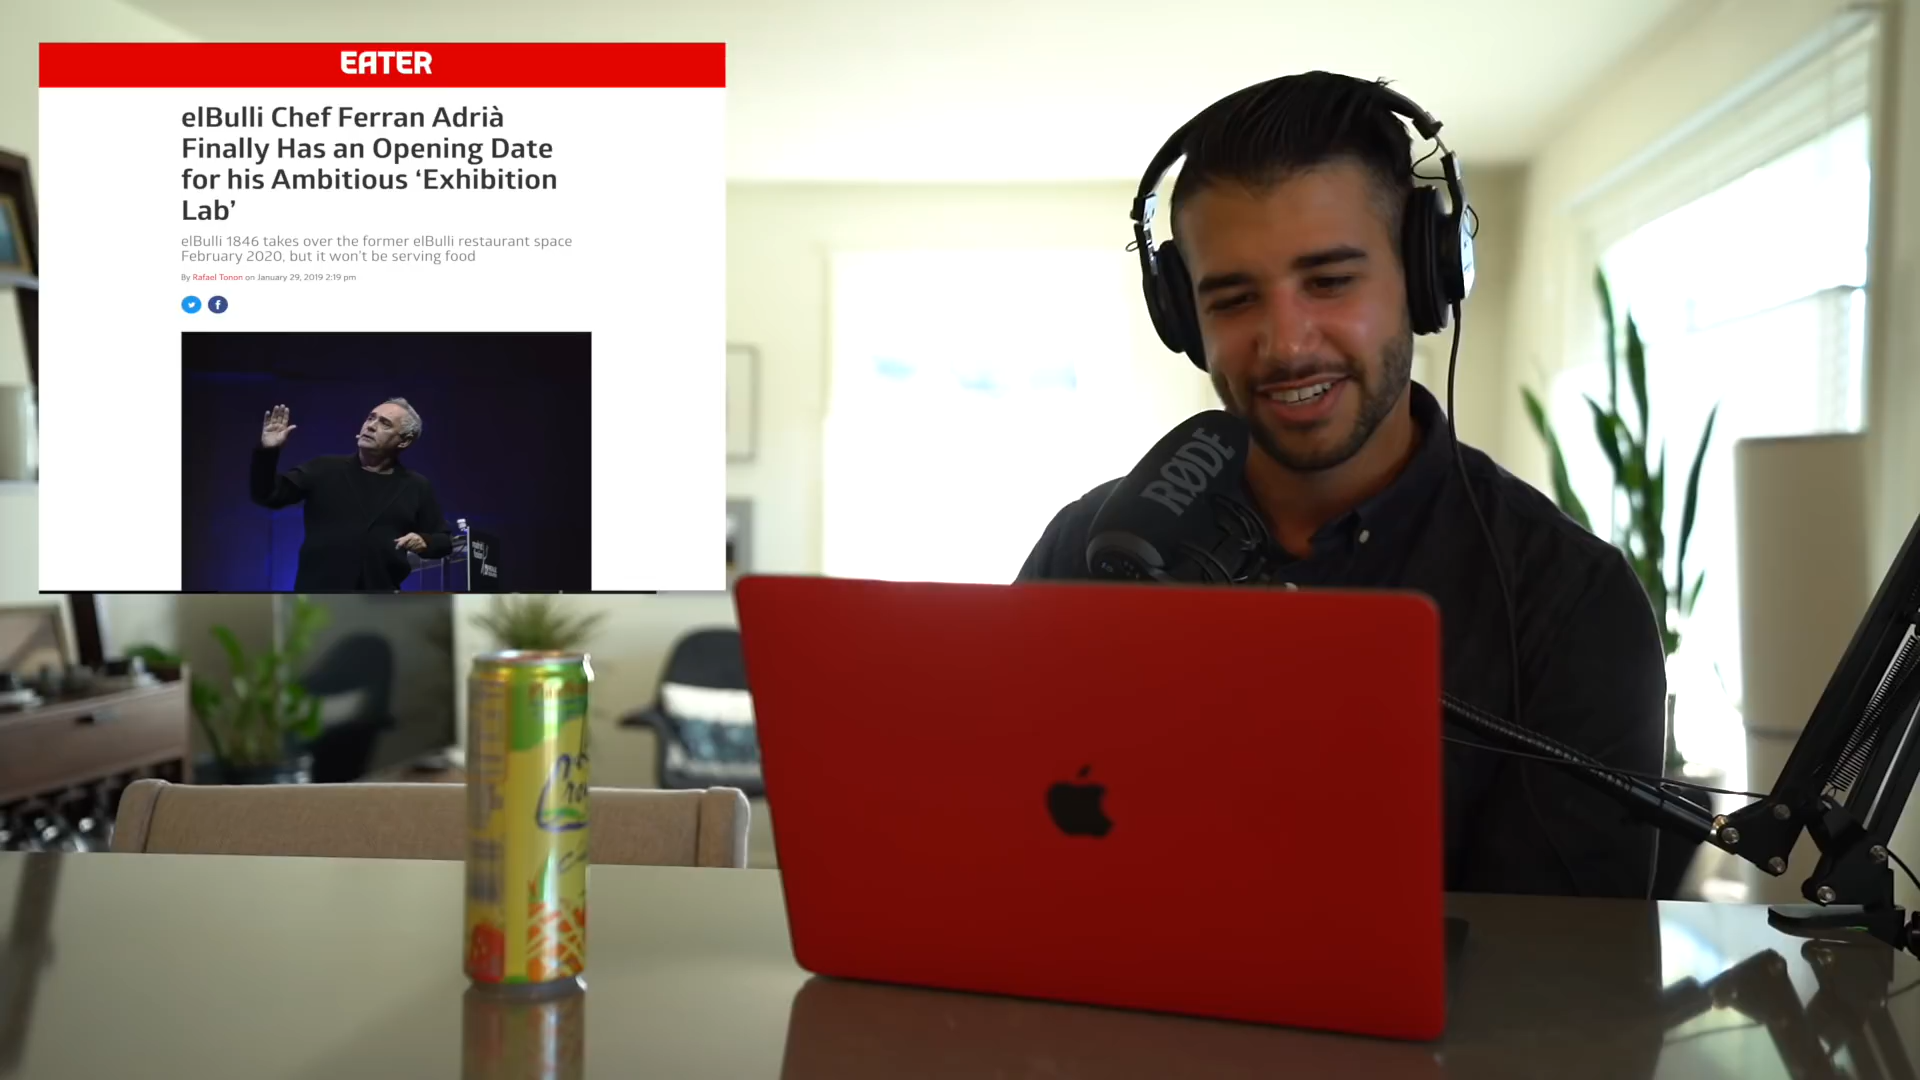 EATER
elBulli Chef Ferran Adrià
Finally Has an Opening Date
for his Ambitious ‘Exhibition
Lab’
elBulli 1846 takes over the former elBulli restaurant space
February 2020, but it won't be serving food
By Rafael Tonon on January 29, 2019 2:19 pm
RØDE